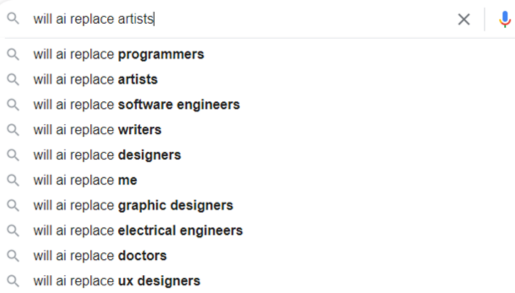 will ai replace artists
will ai replace programmers
will ai replace artists
will ai replace software engineers
will ai replace writers
will ai replace designers
will ai replace me
will ai replace graphic designers
will ai replace electrical engineers
will ai replace doctors
will ai replace ux designers